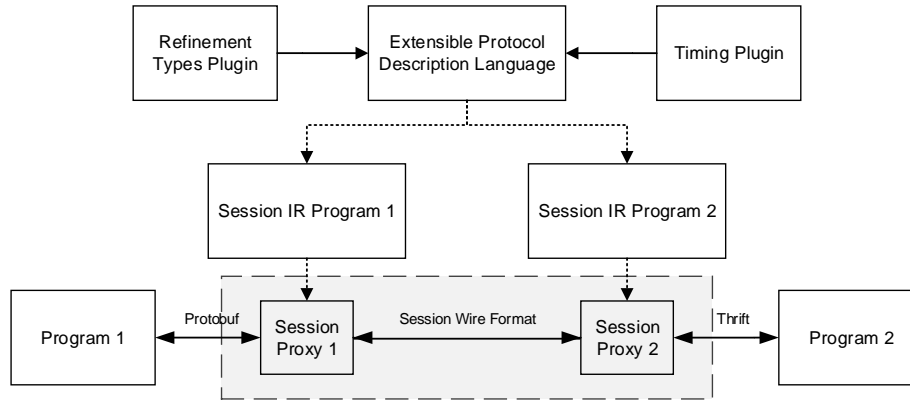 Refinement
Types Plugin
Extensible Protocol
Description Language
Timing Plugin
Session IR Program 1
Session IR Program 2
Program 1
Protobuf
Session
Proxy 1
Session Wire Format
Session
Proxy 2
Thrift
Program 2